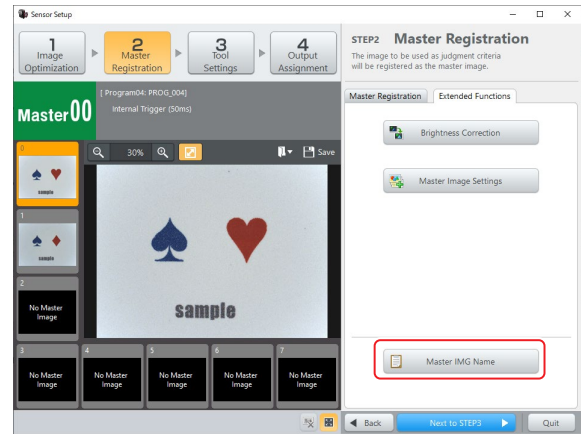 Sensor Setup
1
Image
Optimization
2
Master
Registration
3
Tool
Settings
4
Output
Assignment
STEP2 Master Registration
The image to be used as judgment criteria
will be registered as the master image.
Master00
[ Program04: PROG_004]
Internal Trigger (50ms)
Master Registration
Extended Functions
Brightness Correction
Master Image Settings
Master IMG Name
30%
Save
0
sample
1
sample
2
No Master
Image
sample
3
No Master
Image
4
No Master
Image
5
No Master
Image
6
No Master
Image
7
No Master
Image
Back
Next to STEP3
Quit